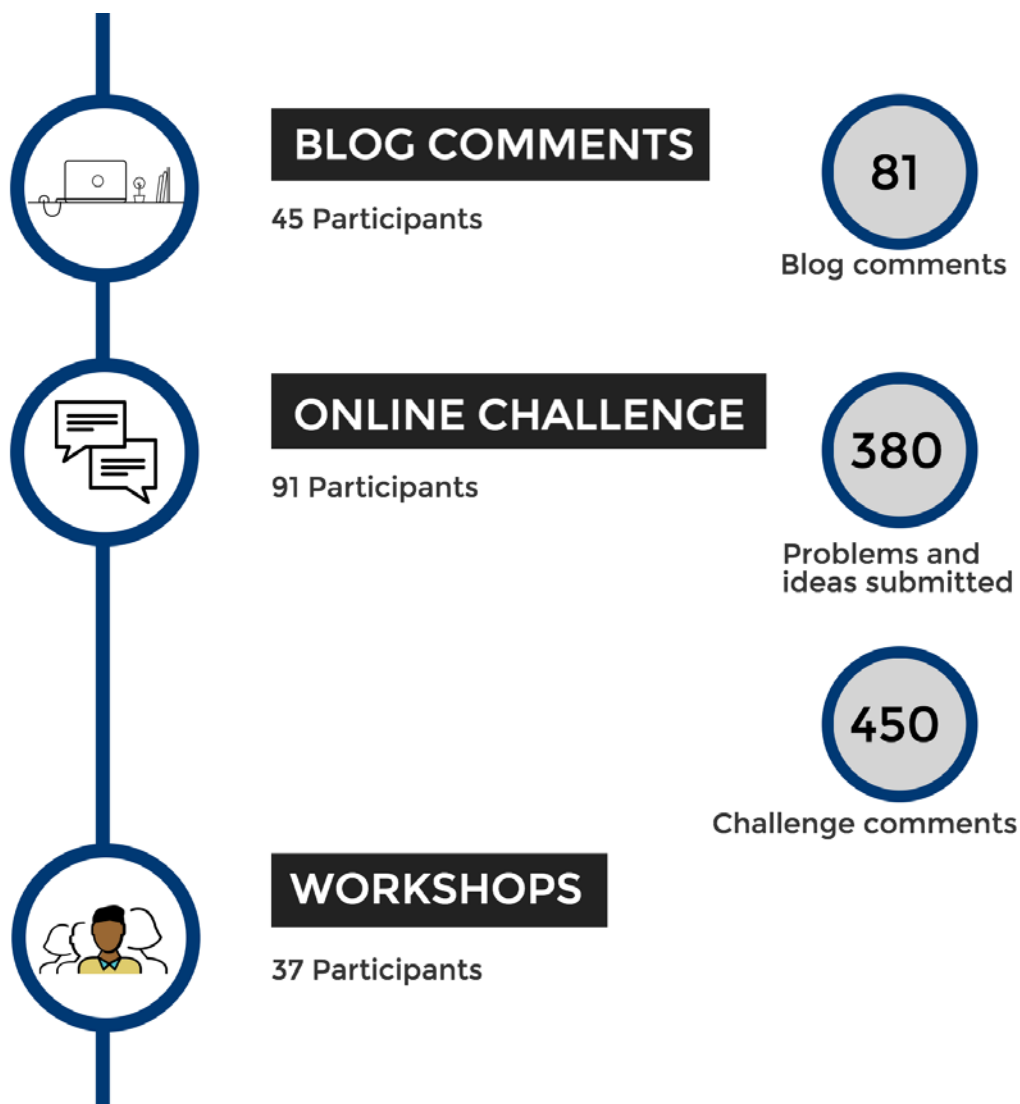 BLOG COMMENTS
45 Participants
81
Blog comments
ONLINE CHALLENGE
91 Participants
380
Problems and
ideas submitted
450
Challenge comments
WORKSHOPS
37 Participants